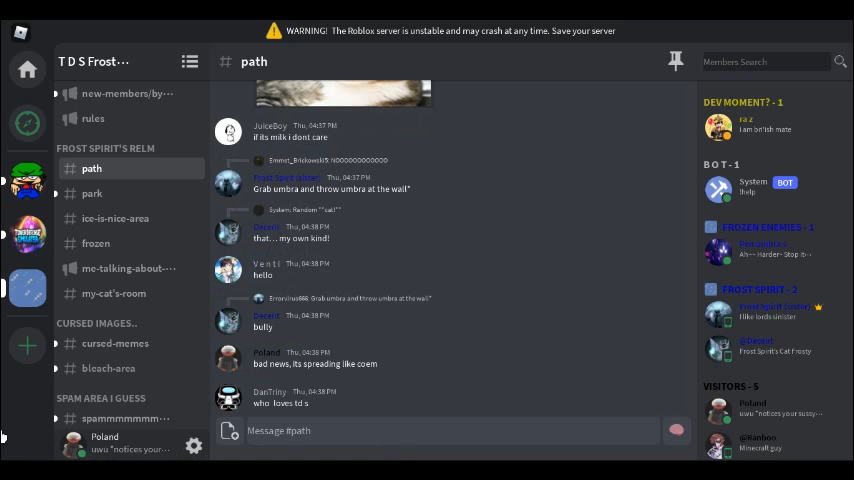 WARNING! The Roblox server is unstable and may crash at any time. Save your server
T D S Frost···
new-members/by···
rules
FROST SPIRIT'S RELM
# path
# park
# ice-is-nice-area
# frozen
me-talking-about-···
# my-cat's-room
CURSED IMAGES..
# cursed-memes
# bleach-area
SPAM AREA I GUESS
# spammmmmmm···
Poland
uwu "notices your···
# path
JuiceBoy Thu, 04:37 PM
if its milk i dont care
Emmet_Brickowski5: NOOOOOOOOOOO
Frost Spirit (sister) Thu, 04:37 PM
Grab umbra and throw umbra at the wall"
System: Random "*cat!"*
Decent Thu, 04:38 PM
that… my own kind!
V e n t i Thu, 04:38 PM
hello
Errorvirus666: Grab umbra and throw umbra at the wall"
Decent Thu, 04:38 PM
bully
Poland Thu, 04:38 PM
bad news, its spreading like coem
DanTriny Thu, 04:38 PM
who loves td s
Message #path
Members Search
DEV MOMENT? - 1
ra z
i am bri'ish mate
B O T - 1
System BOT
!help
FROZEN ENEMIES - 1
Ah~~ Harder~ Stop it···
FROST SPIRIT - 2
Frost Spirit (sister)
I like lords sinister
@Decent
Frost Spirit's Cat Frosty
VISITORS - 5
Poland
uwu "notices your sussy···
@Ranboo
Minecraft guy